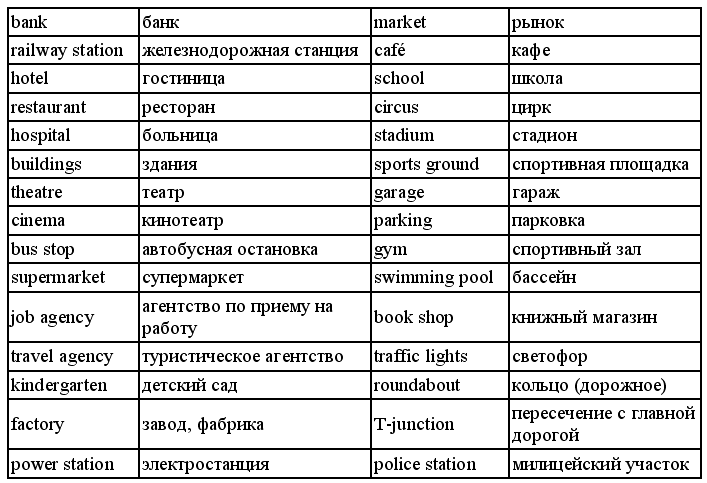 bank банк market рынок
railway station железнодорожная станция café кафе
hotel гостиница school школа
restaurant ресторан circus цирк
hospital больница stadium стадион
buildings здания sports ground спортивная площадка
theatre театр garage гараж
cinema кинотеатр parking парковка
bus stop автобусная остановка gym спортивный зал
supermarket супермаркет swimming pool бассейн
job agency агентство по приему на работу book shop книжный магазин
travel agency туристическое агентство traffic lights светофор
kindergarten детский сад roundabout кольцо (дорожное)
factory завод, фабрика T-junction пересечение с главной дорогой
power station электростанция police station милицейский участок